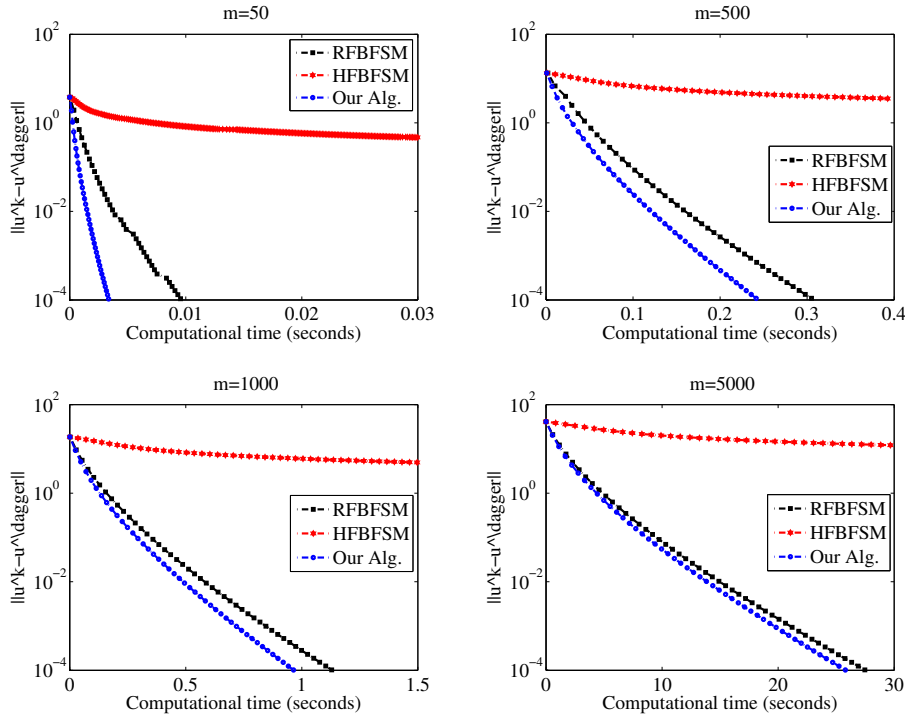 m=50
10^2
10^0
10^−2
10^−4
||u^k−u^\dagger||
RFBFSM
HFBFSM
Our Alg.
0
0.01
0.02
0.03
Computational time (seconds)
m=500
10^2
10^0
10^−2
10^−4
||u^k−u^\dagger||
RFBFSM
HFBFSM
Our Alg.
0
0.1
0.2
0.3
0.4
Computational time (seconds)
m=1000
10^2
10^0
10^−2
10^−4
||u^k−u^\dagger||
RFBFSM
HFBFSM
Our Alg.
0
0.5
1
1.5
Computational time (seconds)
m=5000
10^2
10^0
10^−2
10^−4
||u^k−u^\dagger||
RFBFSM
HFBFSM
Our Alg.
0
10
20
30
Computational time (seconds)